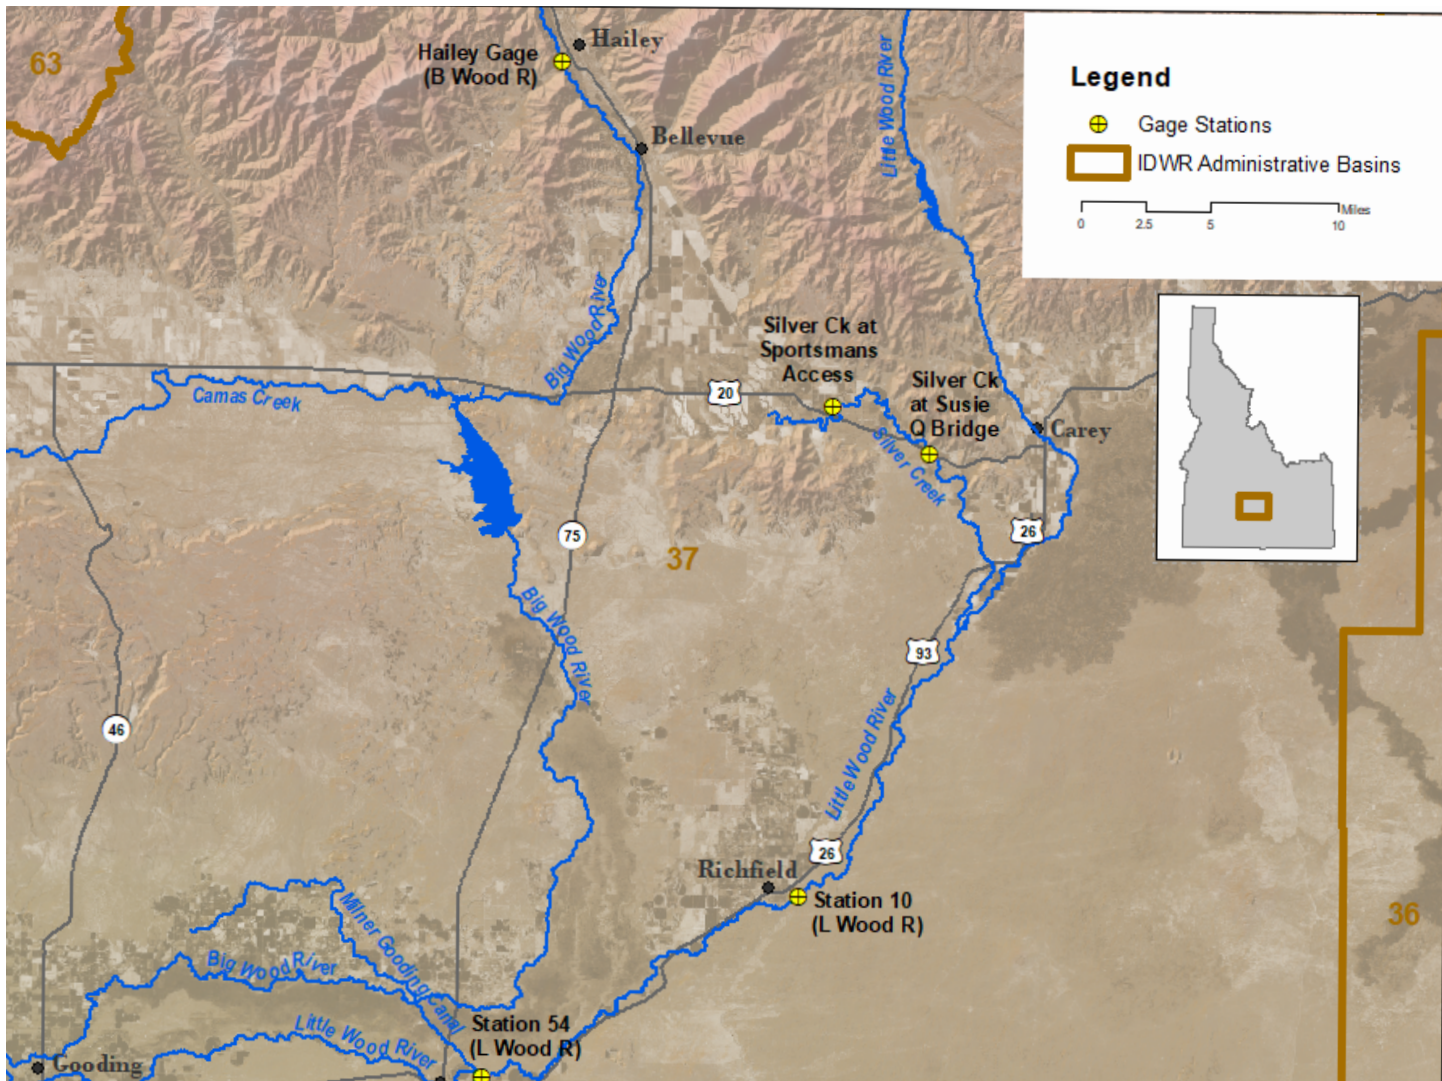 63
Hailey Gage
(B Wood R)
Hailey
Bellevue
Little Wood River
Legend
Gage Stations
IDWR Administrative Basins
0 2.5 5 10 Miles
Big Wood River
Silver Ck at
Sportsmans
Access
Silver Ck
at Susie
Q Bridge
20
Camas Creek
Silver Creek
Carey
26
75
37
Big Wood River
93
46
Little Wood River
26
Richfield
Station 10
(L Wood R)
36
Milner Gooding Canal
Big Wood River
Little Wood River
Station 54
(L Wood R)
Gooding